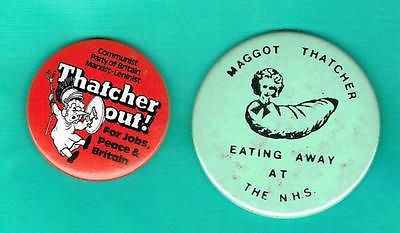 Communist
Party of Britain
Marxist-Leninist
Thatcher
out!
For Jobs,
Peace &
Britain
MAGGOT THATCHER
EATING AWAY
AT
THE N.H.S.